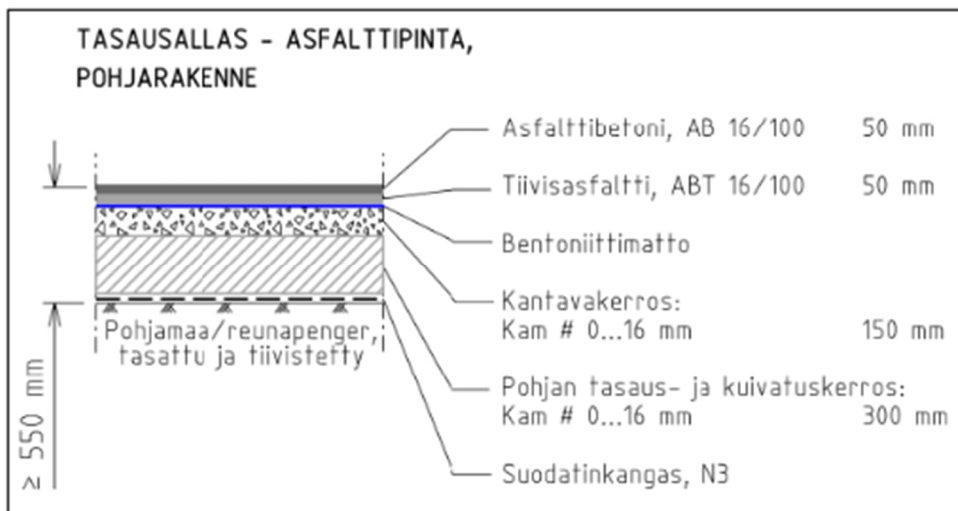 TASAUSALLAS - ASFALTTIPINTA,
POHJARAKENNE
Asfalttibetoni, AB 16/100 50 mm
Tiivisasfaltti, ABT 16/100 50 mm
Bentoniittimatto
Kantavakerros:
Kam # 0...16 mm 150 mm
Pohjan tasaus- ja kuivatuskerros:
Kam # 0...16 mm 300 mm
Suodatinkangas, N3
Pohjamaa/reunapenger,
tasattu ja tiivistetty
≥ 550 mm